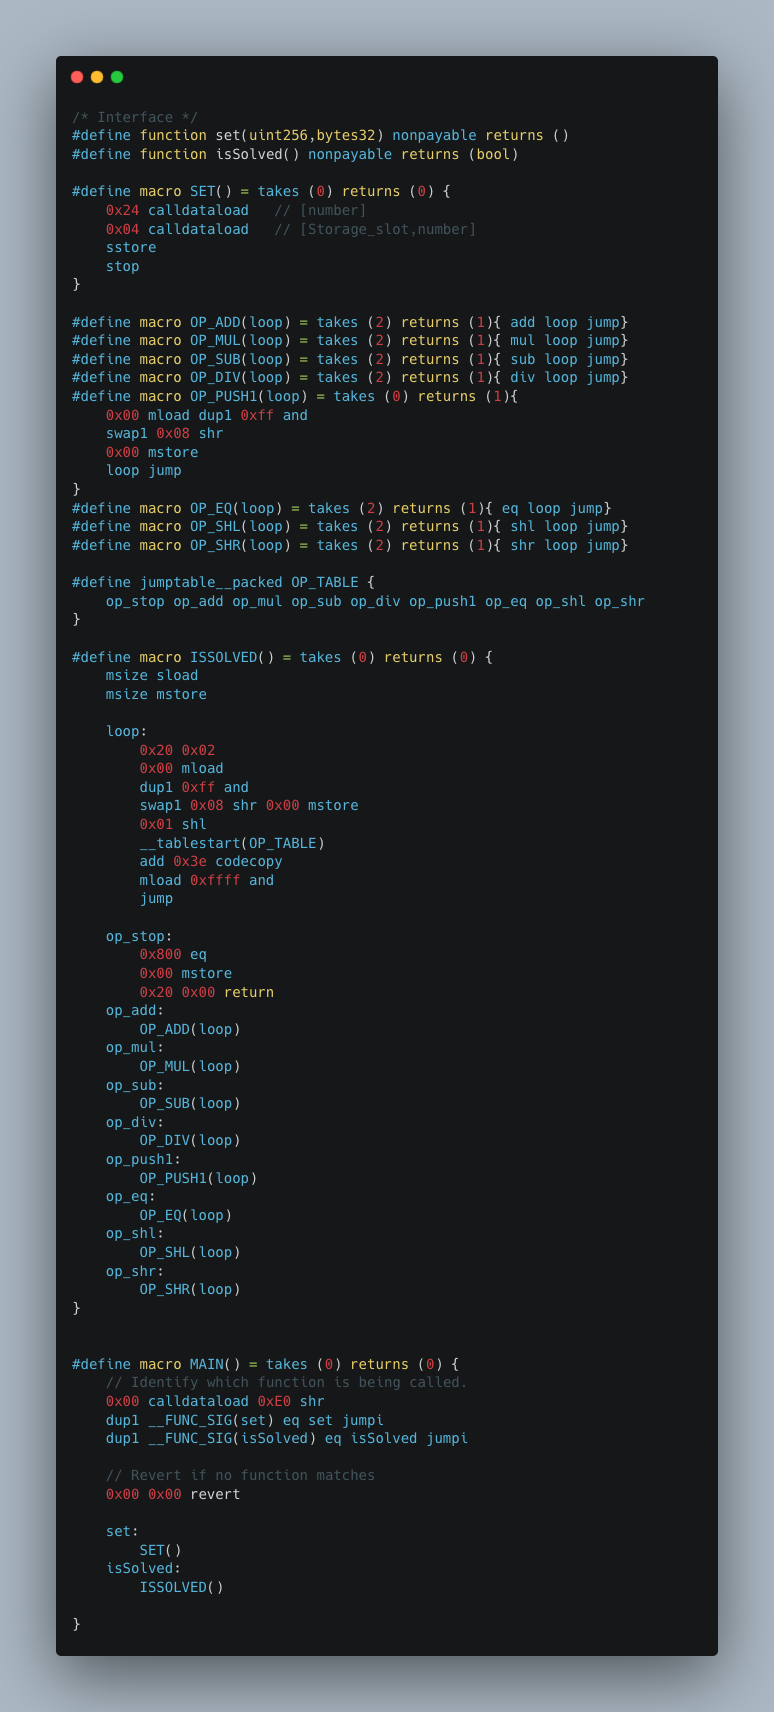 /* Interface */
#define function set(uint256,bytes32) nonpayable returns ()
#define function isSolved() nonpayable returns (bool)

#define macro SET() = takes (0) returns (0) {
    0x24 calldataload   // [number]
    0x04 calldataload   // [Storage_slot,number]
    sstore
    stop
}

#define macro OP_ADD(loop) = takes (2) returns (1){ add loop jump}
#define macro OP_MUL(loop) = takes (2) returns (1){ mul loop jump}
#define macro OP_SUB(loop) = takes (2) returns (1){ sub loop jump}
#define macro OP_DIV(loop) = takes (2) returns (1){ div loop jump}
#define macro OP_PUSH1(loop) = takes (0) returns (1){
    0x00 mload dup1 0xff and
    swap1 0x08 shr
    0x00 mstore
    loop jump
}
#define macro OP_EQ(loop) = takes (2) returns (1){ eq loop jump}
#define macro OP_SHL(loop) = takes (2) returns (1){ shl loop jump}
#define macro OP_SHR(loop) = takes (2) returns (1){ shr loop jump}

#define jumptable__packed OP_TABLE {
    op_stop op_add op_mul op_sub op_div op_push1 op_eq op_shl op_shr
}

#define macro ISSOLVED() = takes (0) returns (0) {
    msize sload
    msize mstore

    loop:
        0x20 0x02
        0x00 mload
        dup1 0xff and
        swap1 0x08 shr 0x00 mstore
        0x01 shl
        __tablestart(OP_TABLE)
        add 0x3e codecopy
        mload 0xffff and
        jump

    op_stop:
        0x800 eq
        0x00 mstore
        0x20 0x00 return
    op_add:
        OP_ADD(loop)
    op_mul:
        OP_MUL(loop)
    op_sub:
        OP_SUB(loop)
    op_div:
        OP_DIV(loop)
    op_push1:
        OP_PUSH1(loop)
    op_eq:
        OP_EQ(loop)
    op_shl:
        OP_SHL(loop)
    op_shr:
        OP_SHR(loop)
}

#define macro MAIN() = takes (0) returns (0) {
    // Identify which function is being called.
    0x00 calldataload 0xE0 shr
    dup1 __FUNC_SIG(set) eq set jumpi
    dup1 __FUNC_SIG(isSolved) eq isSolved jumpi

    // Revert if no function matches
    0x00 0x00 revert

    set:
        SET()
    isSolved:
        ISSOLVED()

}